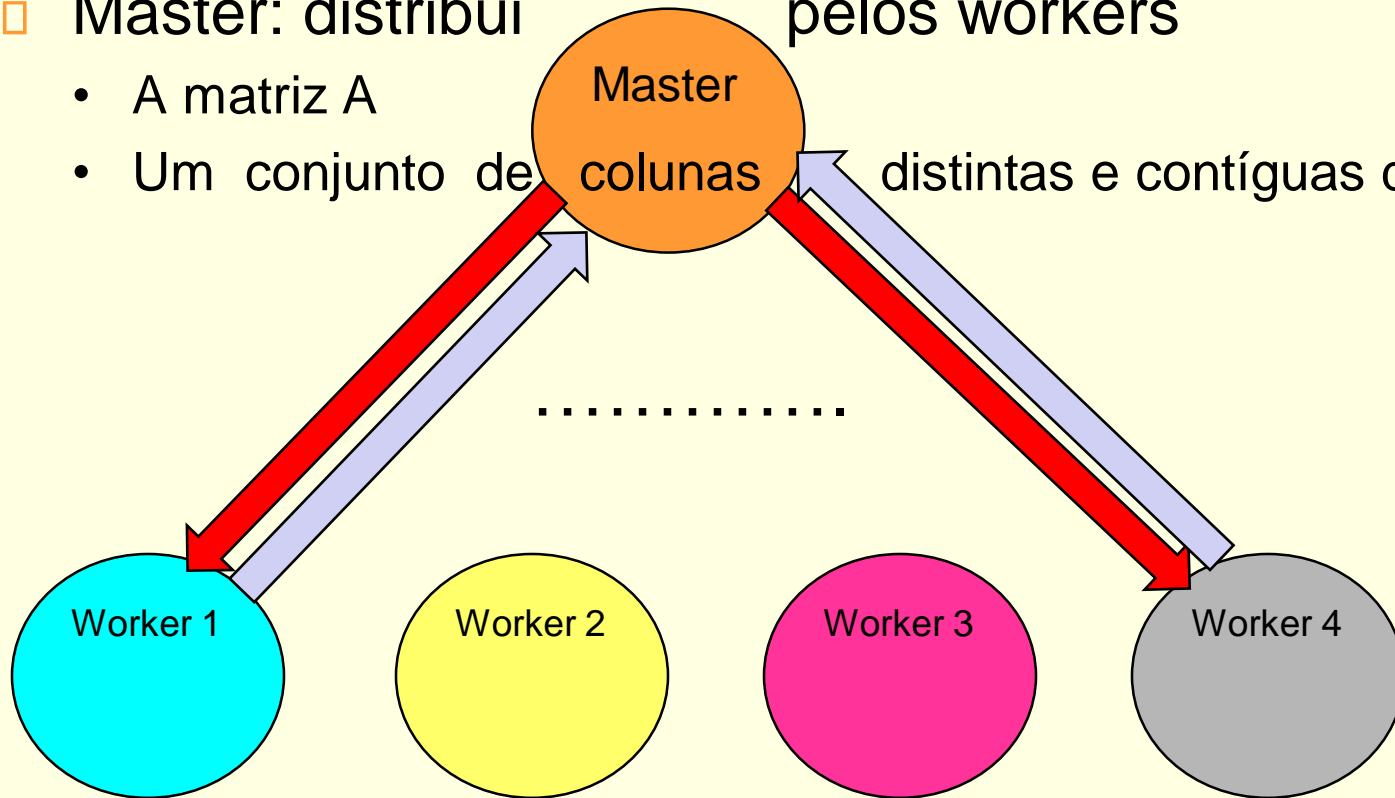 Master: distribui pelos workers
Master
• A matriz A
• Um conjunto de colunas distintas e contíguas
.............
Worker 1 Worker 2 Worker 3 Worker 4